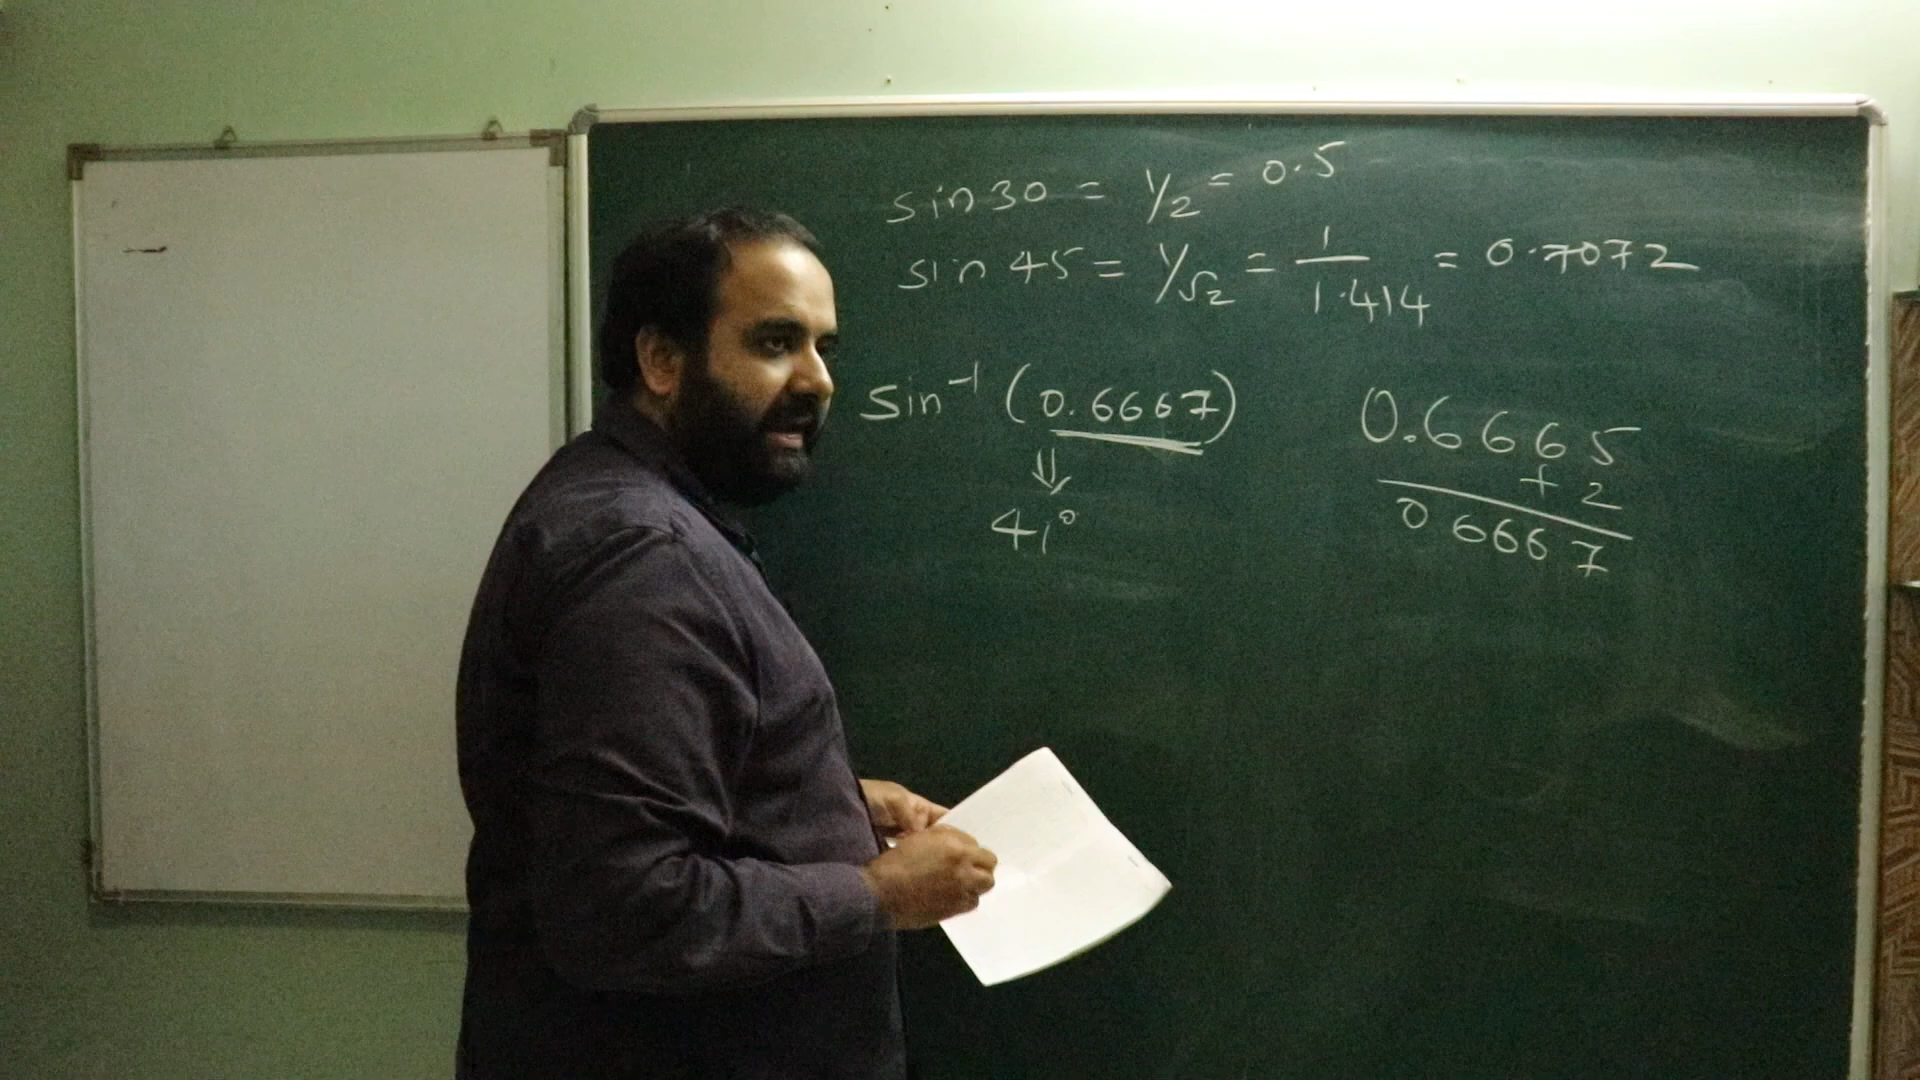 sin 30 = 1/2 = 0.5
sin 45 = 1/√2 = 1/1.414 = 0.7072
sin⁻¹ (0.6667)
⇓
41°
0.6665
+ 2
0 6667